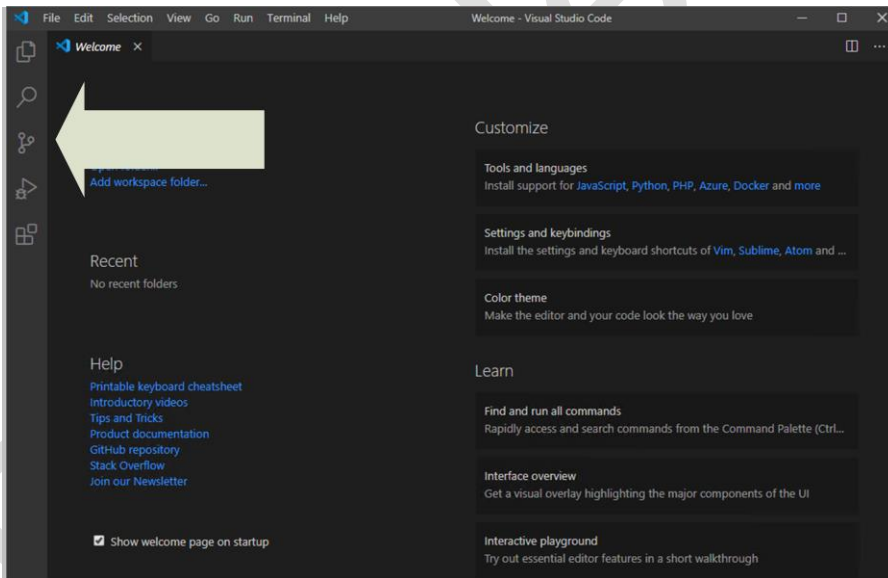 File Edit Selection View Go Run Terminal Help
Welcome - Visual Studio Code
Welcome
Add workspace folder...
Recent
No recent folders
Help
Printable keyboard cheatsheet
Introductory videos
Tips and Tricks
Product documentation
GitHub repository
Stack Overflow
Join our Newsletter
Show welcome page on startup
Customize
Tools and languages
Install support for JavaScript, Python, PHP, Azure, Docker and more
Settings and keybindings
Install the settings and keyboard shortcuts of Vim, Sublime, Atom and ...
Color theme
Make the editor and your code look the way you love
Learn
Find and run all commands
Rapidly access and search commands from the Command Palette (Ctrl...
Interface overview
Get a visual overlay highlighting the major components of the UI
Interactive playground
Try out essential editor features in a short walkthrough